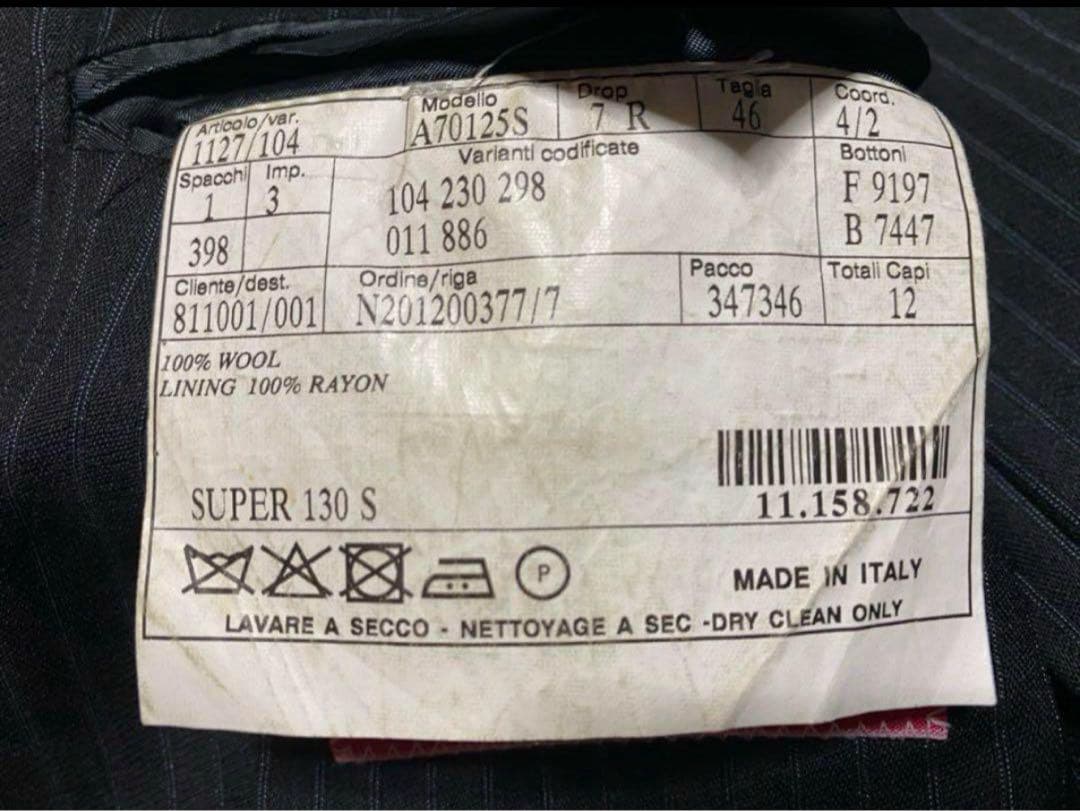 Articolo/var. Modello Drop Taglia Coord.
1127/104 A70125S 7 R 46 4/2
Spacchi Imp. Varianti codificate Bottoni
1 3 104 230 298 F 9197
398 011 886 B 7447
Cliente/dest. Ordine/riga Pacco Totali Capi
811001/001 N201200377/7 347346 12
100% WOOL
LINING 100% RAYON
11.158.722
SUPER 130 S
P
MADE IN ITALY
LAVARE A SECCO - NETTOYAGE A SEC -DRY CLEAN ONLY